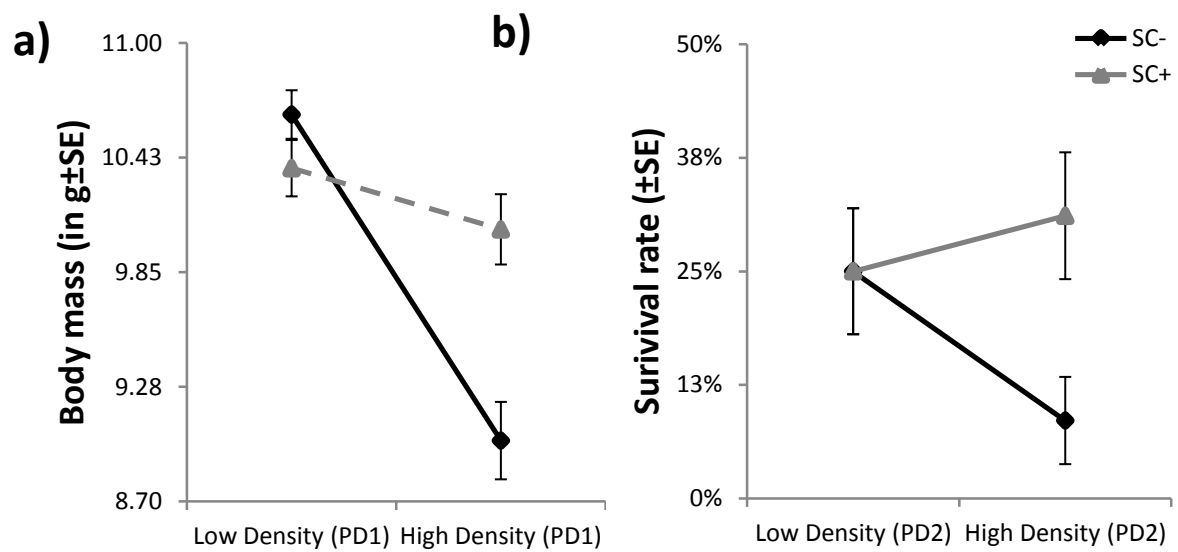 a)
Body mass (in g±SE)
11.00
10.43
9.85
9.28
8.70
Low Density (PD1) High Density (PD1)
b)
Surivival rate (±SE)
50%
38%
25%
13%
0%
Low Density (PD2) High Density (PD2)
SC-
SC+